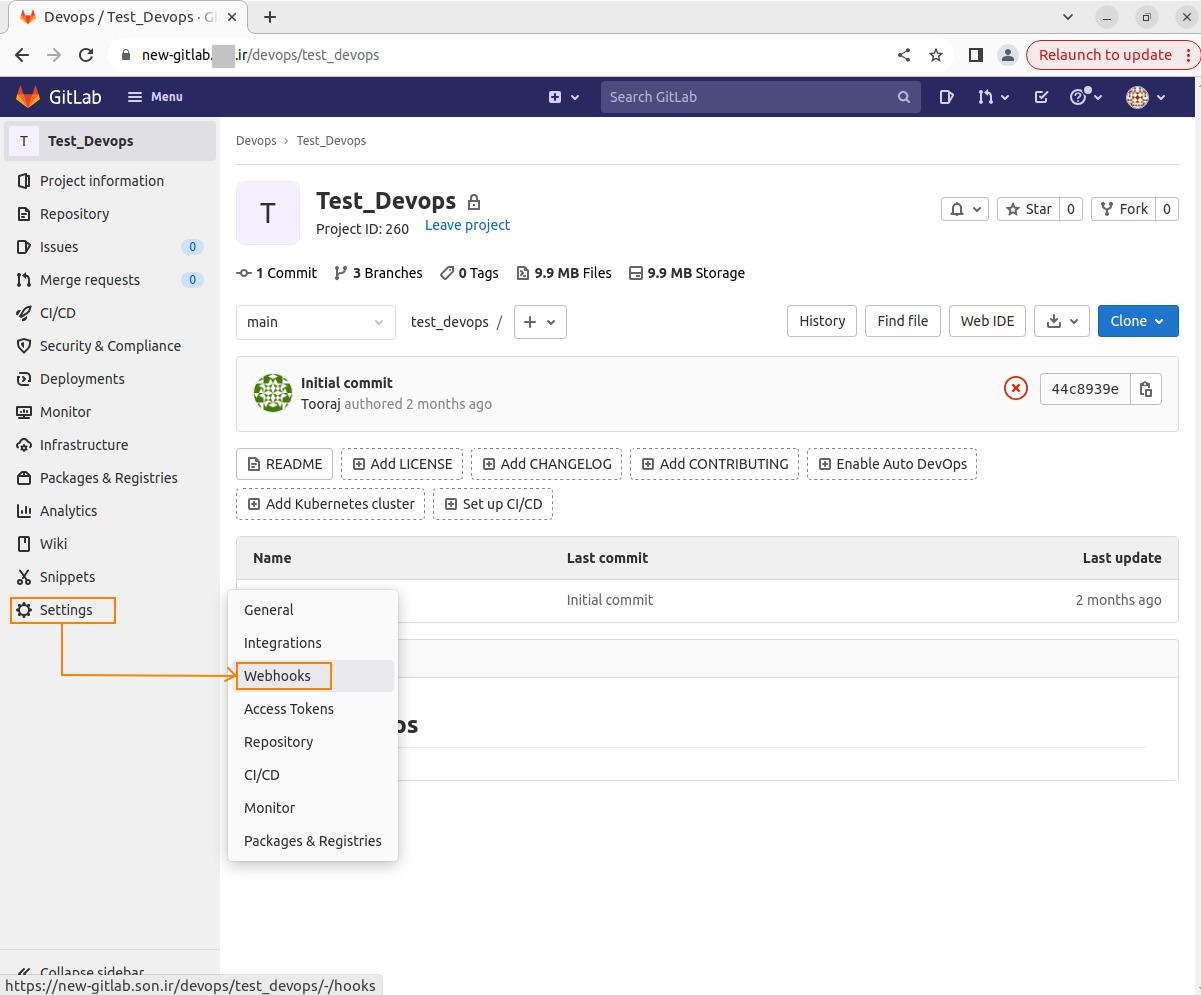 Devops / Test_Devops · Gi
new-gitlab. .ir/devops/test_devops
Relaunch to update
GitLab
Menu
Search GitLab
T
Test_Devops
Project information
Repository
Issues 0
Merge requests 0
CI/CD
Security & Compliance
Deployments
Monitor
Infrastructure
Packages & Registries
Analytics
Wiki
Snippets
Settings
Collapse sidebar
Devops › Test_Devops
T
Test_Devops
Project ID: 260 Leave project
Star 0
Fork 0
1 Commit 3 Branches 0 Tags 9.9 MB Files 9.9 MB Storage
main
test_devops /
History
Find file
Web IDE
Clone
Initial commit
Tooraj authored 2 months ago
44c8939e
README Add LICENSE Add CHANGELOG Add CONTRIBUTING Enable Auto DevOps
Add Kubernetes cluster Set up CI/CD
Name Last commit Last update
Initial commit 2 months ago
ops
General
Integrations
Webhooks
Access Tokens
Repository
CI/CD
Monitor
Packages & Registries
https://new-gitlab.son.ir/devops/test_devops/-/hooks